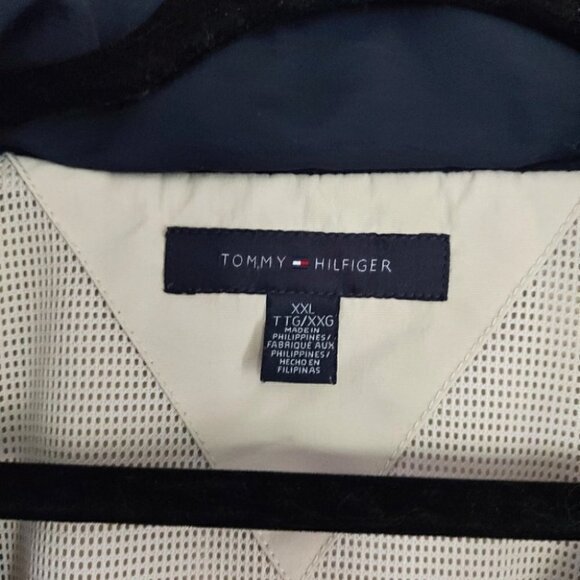 TOMMY HILFIGER
XXL
TTG/XXG
MADE IN
PHILIPPINES/
FABRIQUE AUX
PHILIPPINES/
HECHO EN
FILIPINAS